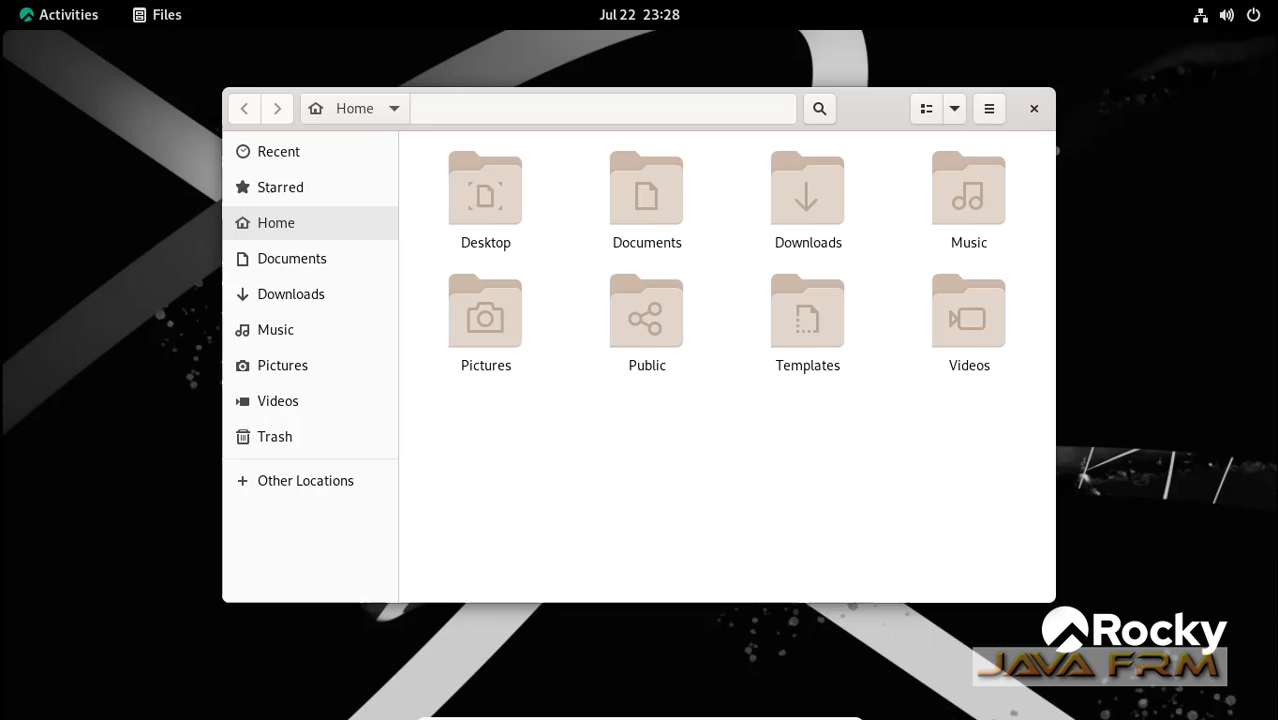 Activities
Files
Jul 22 23:28
Home
Recent
Starred
Home
Documents
Downloads
Music
Pictures
Videos
Trash
Other Locations
Desktop
Documents
Downloads
Music
Pictures
Public
Templates
Videos
Rocky
JAVA FRM